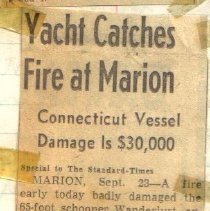 Yacht Catches
Fire at Marion
Connecticut Vessel
Damage Is $30,000
Special to The Standard-Times
MARION, Sept. 23—A fire
early today badly damaged the
65-foot schooner Wanderlust